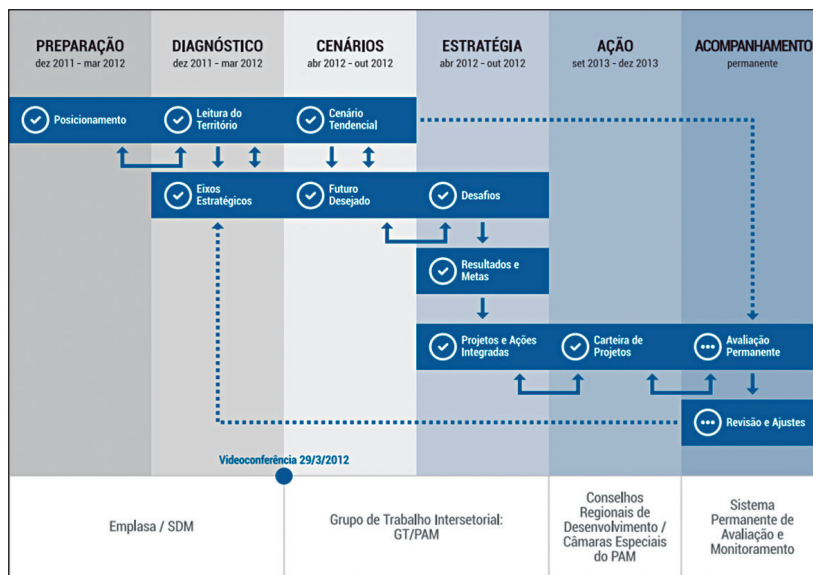 PREPARAÇÃO
dez 2011 - mar 2012
DIAGNÓSTICO
dez 2011 - mar 2012
CENÁRIOS
abr 2012 - out 2012
ESTRATÉGIA
abr 2012 - out 2012
AÇÃO
set 2013 - dez 2013
ACOMPANHAMENTO
permanente
Posicionamento
Leitura do
Território
Cenário
Tendencial
Eixos
Estratégicos
Futuro
Desejado
Desafios
Resultados e
Metas
Projetos e Ações
Integradas
Carteira de
Projetos
Avaliação
Permanente
Revisão e Ajustes
Videoconferência 29/3/2012
Emplasa / SDM
Grupo de Trabalho Intersetorial:
GT/PAM
Conselhos
Regionais de
Desenvolvimento /
Câmaras Especiais
do PAM
Sistema
Permanente de
Avaliação e
Monitoramento